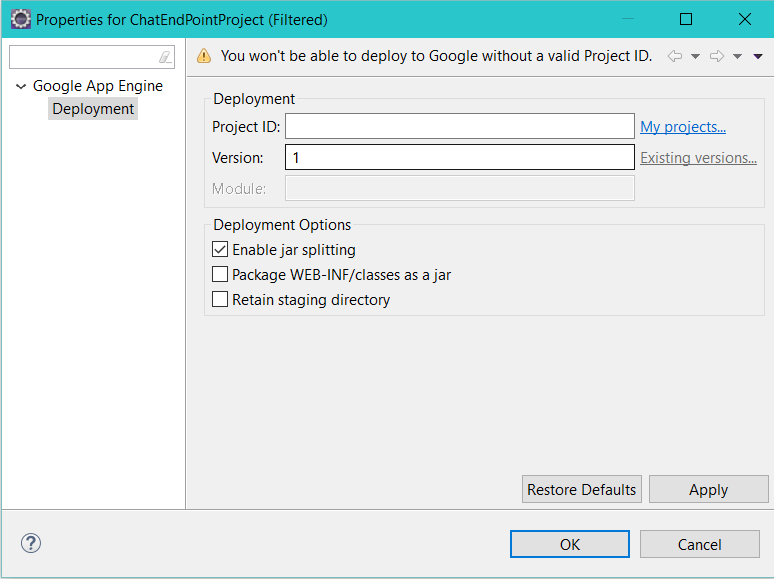 Properties for ChatEndPointProject (Filtered)
You won't be able to deploy to Google without a valid Project ID.
Google App Engine
Deployment
Deployment
Project ID: My projects...
Version: 1 Existing versions...
Module:
Deployment Options
Enable jar splitting
Package WEB-INF/classes as a jar
Retain staging directory
Restore Defaults Apply
? OK Cancel